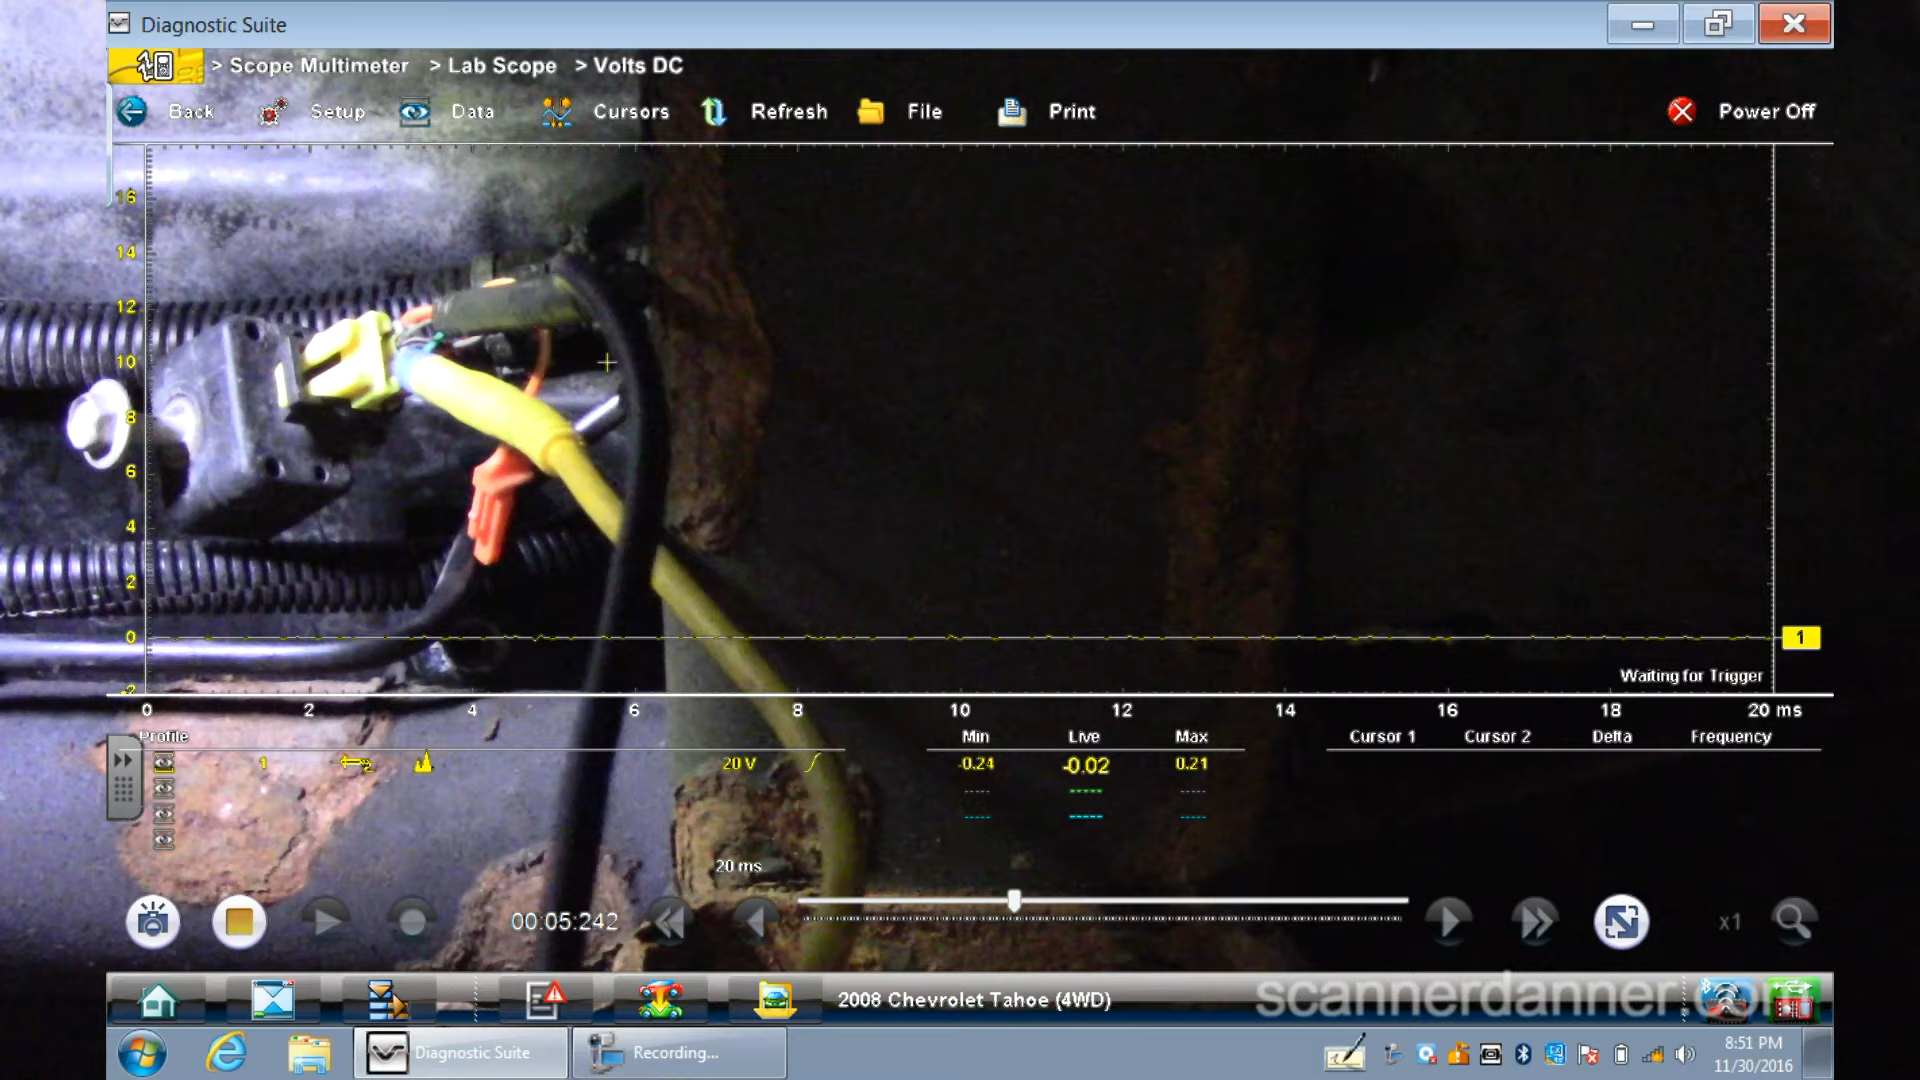 Diagnostic Suite
> Scope Multimeter > Lab Scope > Volts DC
Back Setup Data Cursors Refresh File Print Power Off
16
14
12
10
8
6
4
2
0
-2
1
Waiting for Trigger
0 2 4 6 8 10 12 14 16 18 20 ms
Profile Min Live Max Cursor 1 Cursor 2 Delta Frequency
1 20 V -0.24 -0.02 0.21
20 ms
00:05:242 x1
2008 Chevrolet Tahoe (4WD)
scannerdanner
Diagnostic Suite Recording... 8:51 PM
11/30/2016